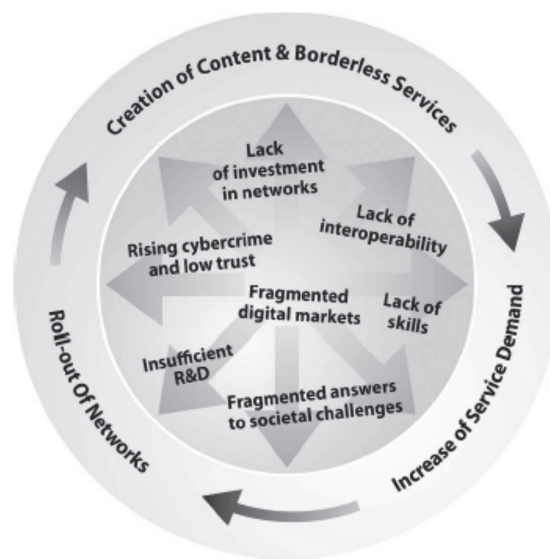 Creation of Content & Borderless Services
Lack
of investment
in networks
Lack of
interoperability
Rising cybercrime
and low trust
Fragmented
digital markets
Lack of
skills
Insufficient
R&D
Fragmented answers
to societal challenges
Increase of Service Demand
Roll-out Of Networks